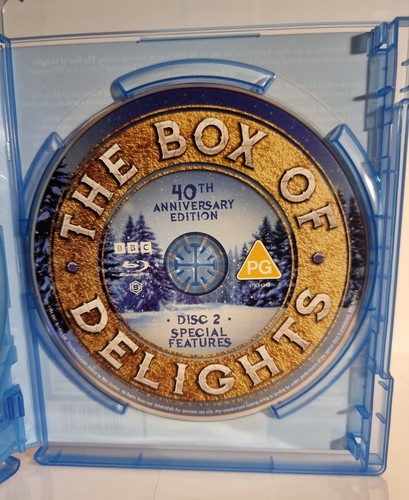 THE BOX OF
DELIGHTS
40TH
ANNIVERSARY
EDITION
BBC
PG
· DISC 2 ·
SPECIAL
FEATURES